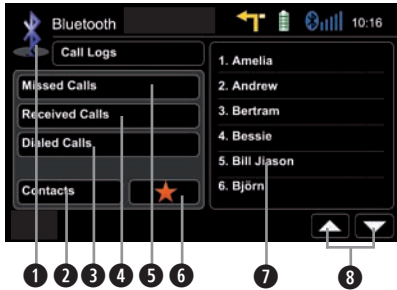 Bluetooth
10:16
Call Logs
Missed Calls
Received Calls
Dialed Calls
Contacts
1. Amelia
2. Andrew
3. Bertram
4. Bessie
5. Bill Jiason
6. Björn
1 2 3 4 5 6 7 8